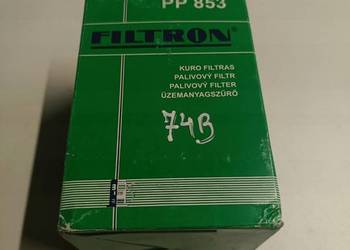 PP 853
FILTRON®
KURO FILTRAS
PALIVOVÝ FILTR
PALIVOVÝ FILTER
ÜZEMANYAGSZŰRŐ
74B